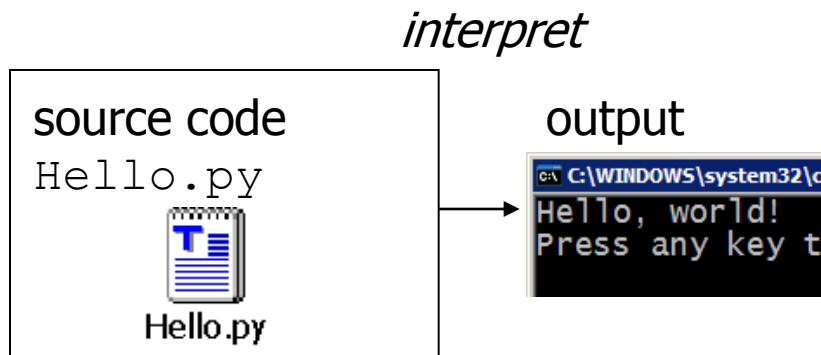 interpret
source code
Hello.py
Hello.py
output
C:\WINDOWS\system32\c
Hello, world!
Press any key t